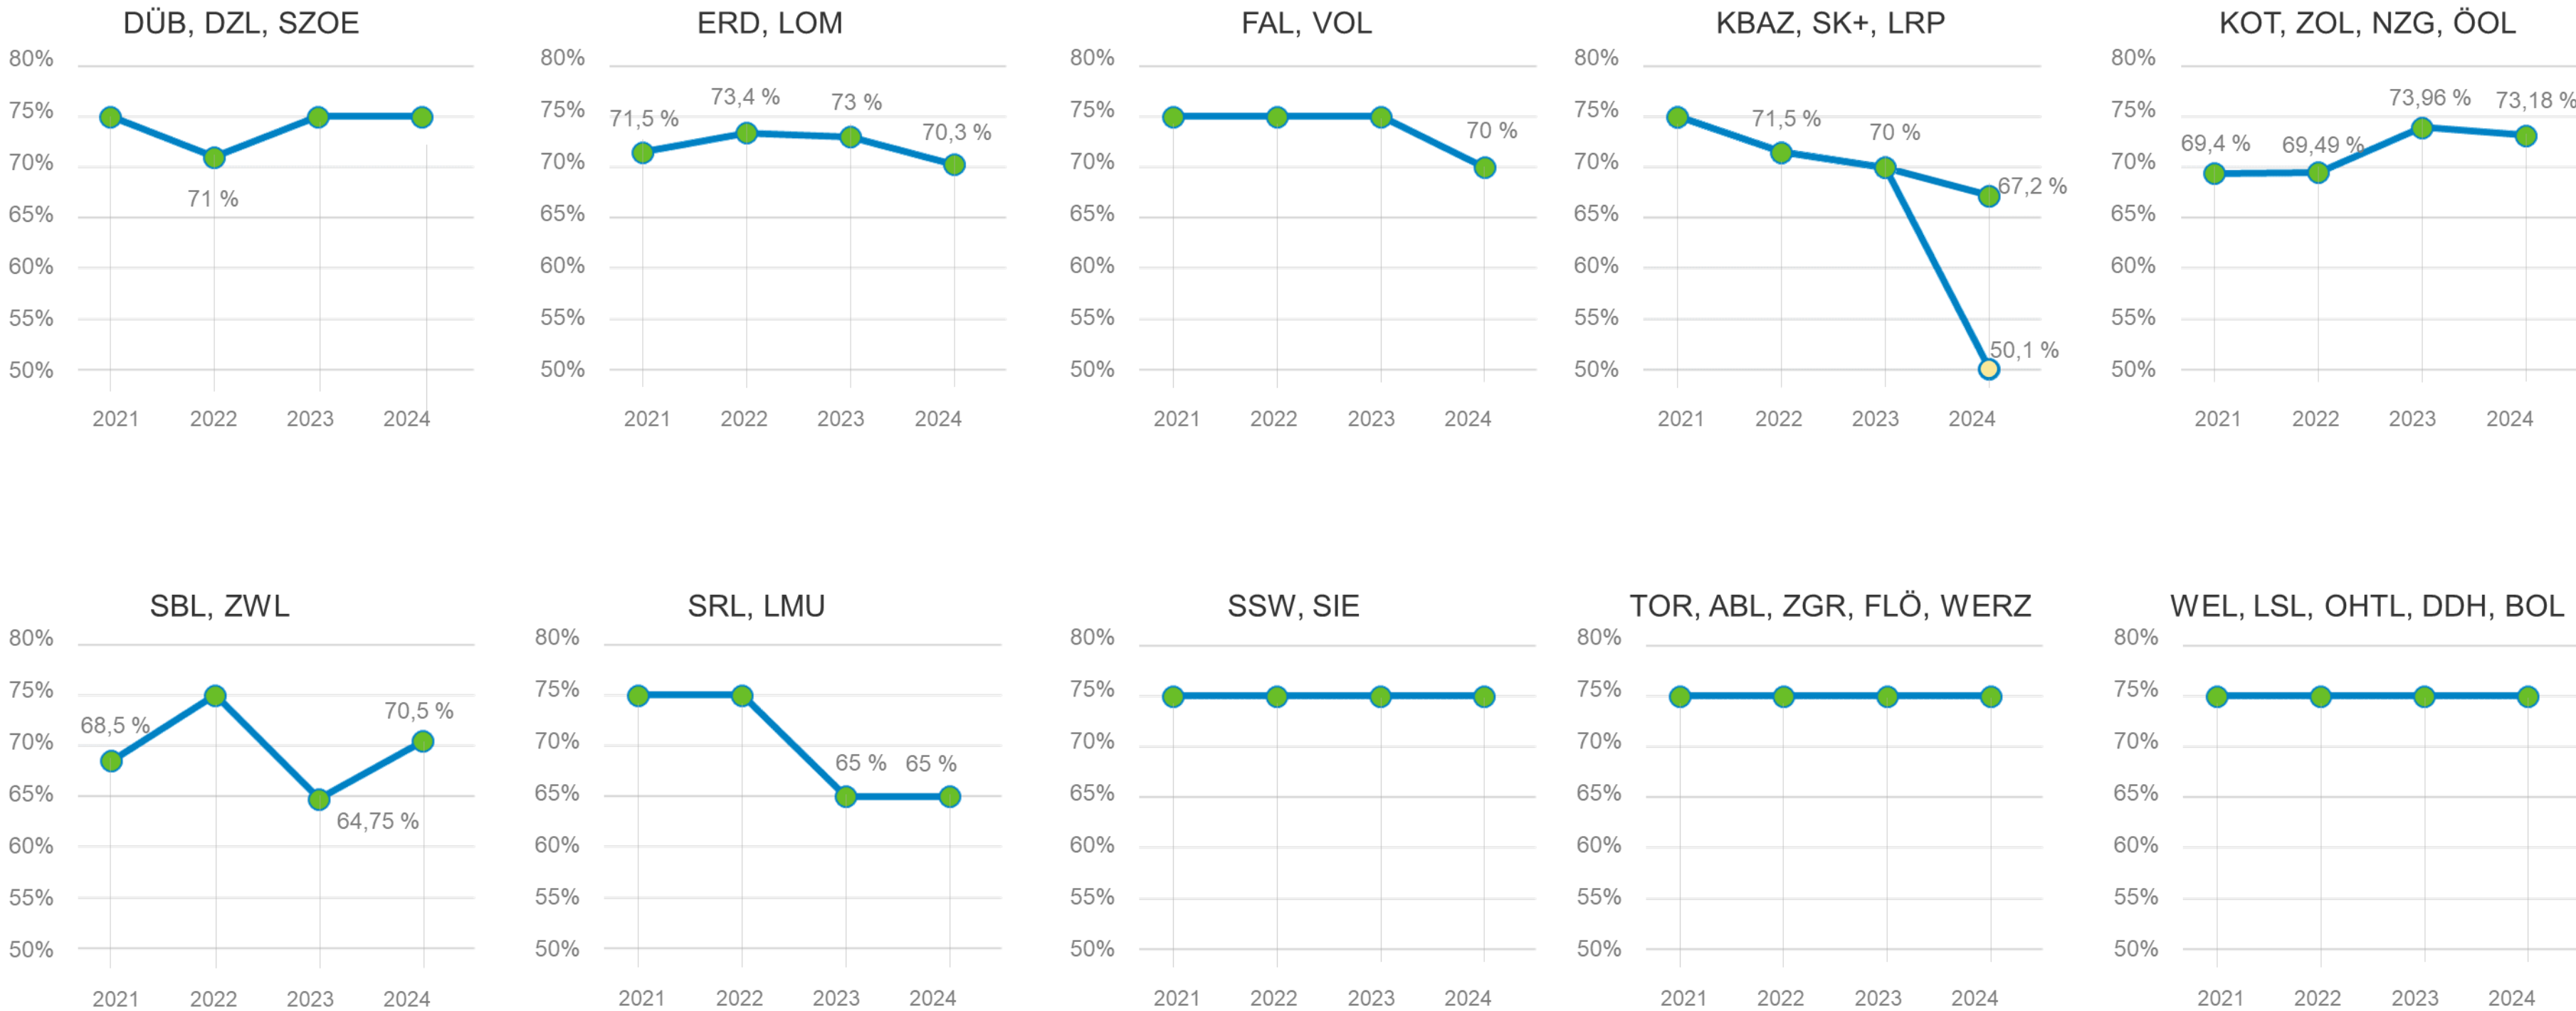 DÜB, DZL, SZOE
80%
75%
70%
65%
60%
55%
50%
71 %
2021 2022 2023 2024
ERD, LOM
80%
75%
70%
65%
60%
55%
50%
71,5 % 73,4 % 73 % 70,3 %
2021 2022 2023 2024
FAL, VOL
80%
75%
70%
65%
60%
55%
50%
70 %
2021 2022 2023 2024
KBAZ, SK+, LRP
80%
75%
70%
65%
60%
55%
50%
71,5 % 70 % 67,2 %
50,1 %
2021 2022 2023 2024
KOT, ZOL, NZG, ÖOL
80%
75%
70%
65%
60%
55%
50%
69,4 % 69,49 % 73,96 % 73,18 %
2021 2022 2023 2024
SBL, ZWL
80%
75%
70%
65%
60%
55%
50%
68,5 % 64,75 % 70,5 %
2021 2022 2023 2024
SRL, LMU
80%
75%
70%
65%
60%
55%
50%
65 % 65 %
2021 2022 2023 2024
SSW, SIE
80%
75%
70%
65%
60%
55%
50%
2021 2022 2023 2024
TOR, ABL, ZGR, FLÖ, WERZ
80%
75%
70%
65%
60%
55%
50%
2021 2022 2023 2024
WEL, LSL, OHTL, DDH, BOL
80%
75%
70%
65%
60%
55%
50%
2021 2022 2023 2024